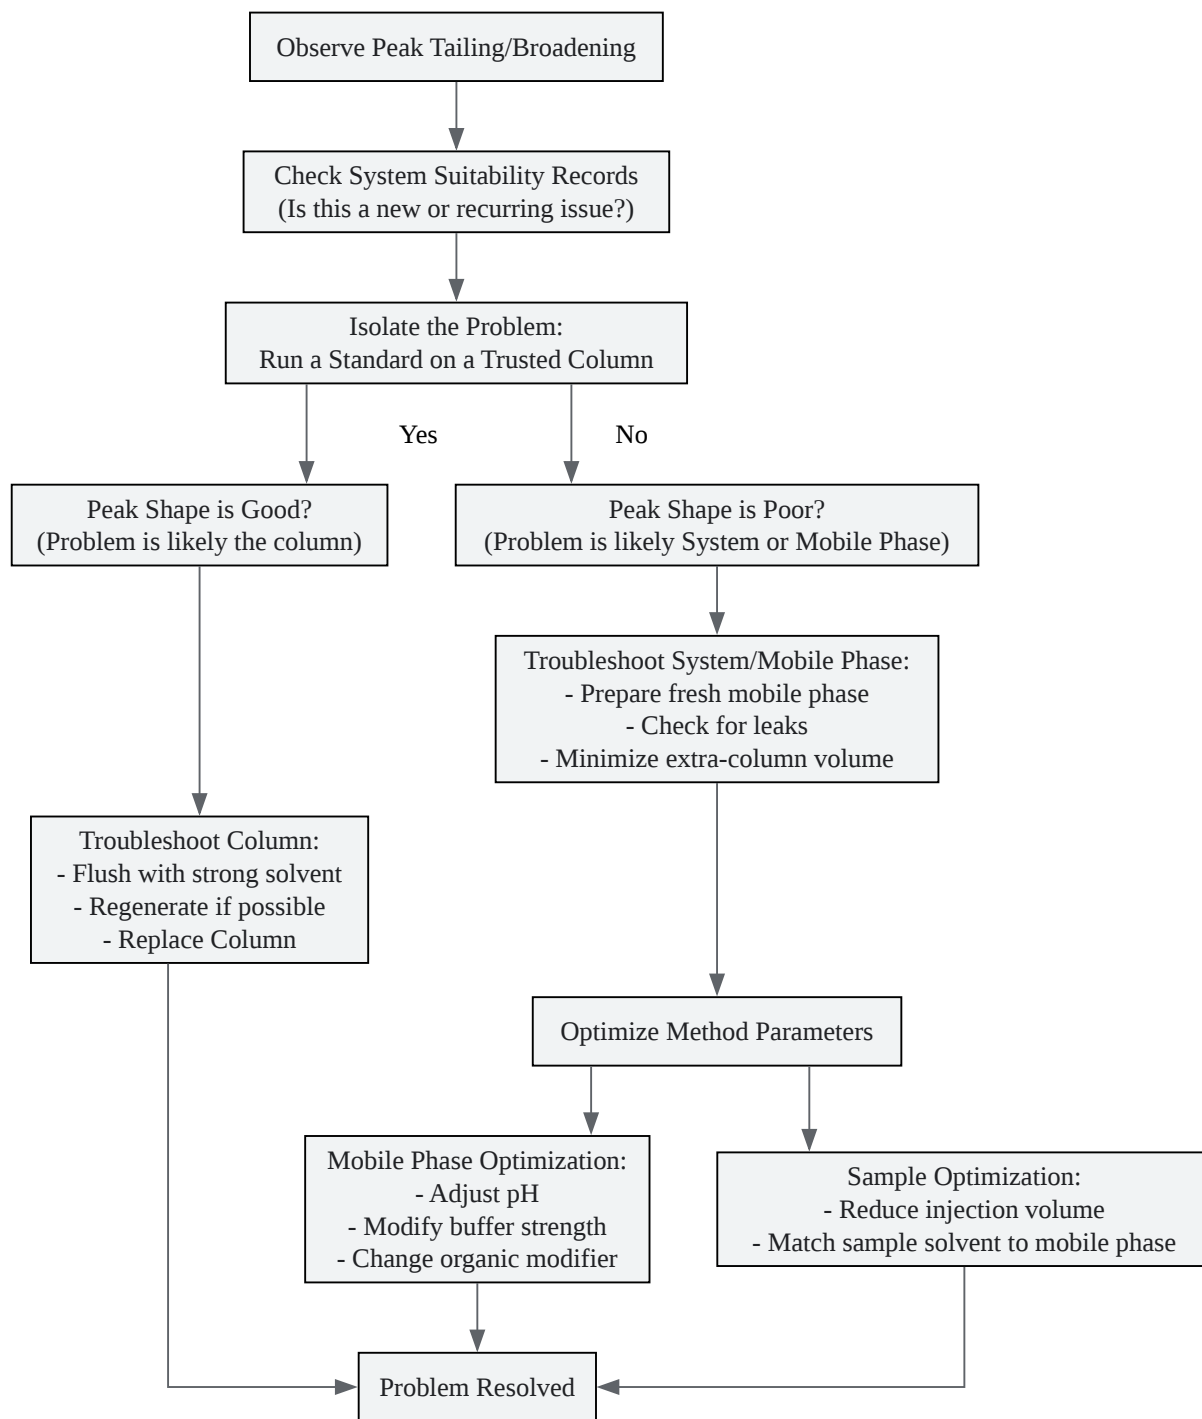 Observe Peak Tailing/Broadening
Check System Suitability Records
(Is this a new or recurring issue?)
Isolate the Problem:
Run a Standard on a Trusted Column
Yes
No
Peak Shape is Good?
(Problem is likely the column)
Peak Shape is Poor?
(Problem is likely System or Mobile Phase)
Troubleshoot System/Mobile Phase:
- Prepare fresh mobile phase
- Check for leaks
- Minimize extra-column volume
Troubleshoot Column:
- Flush with strong solvent
- Regenerate if possible
- Replace Column
Optimize Method Parameters
Mobile Phase Optimization:
- Adjust pH
- Modify buffer strength
- Change organic modifier
Sample Optimization:
- Reduce injection volume
- Match sample solvent to mobile phase
Problem Resolved